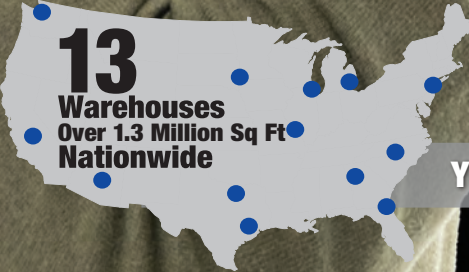 13
Warehouses
Over 1.3 Million Sq Ft
Nationwide
Y